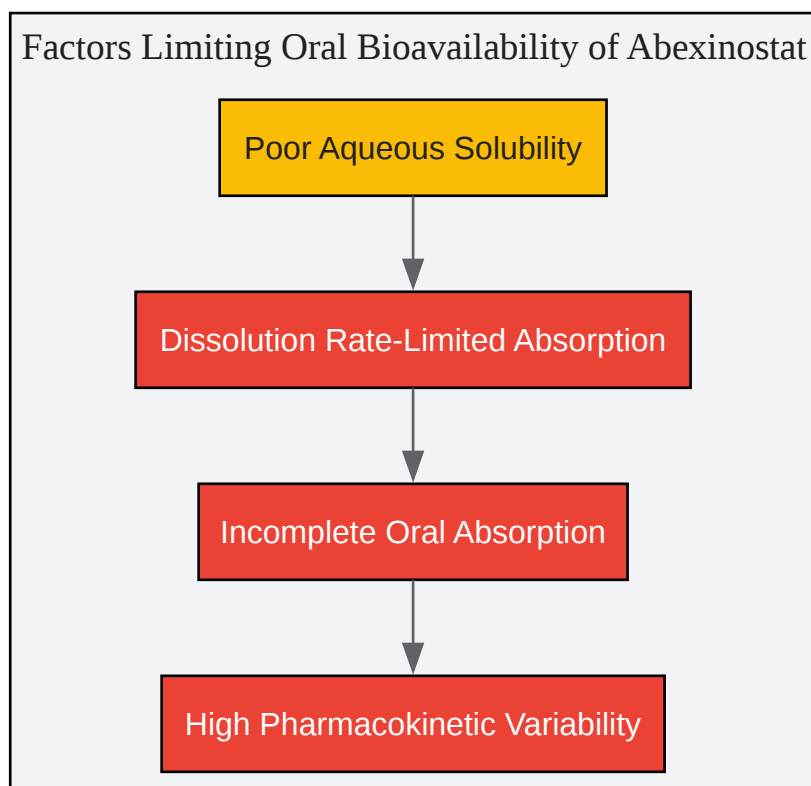 Factors Limiting Oral Bioavailability of Abexinostat
Poor Aqueous Solubility
Dissolution Rate-Limited Absorption
Incomplete Oral Absorption
High Pharmacokinetic Variability